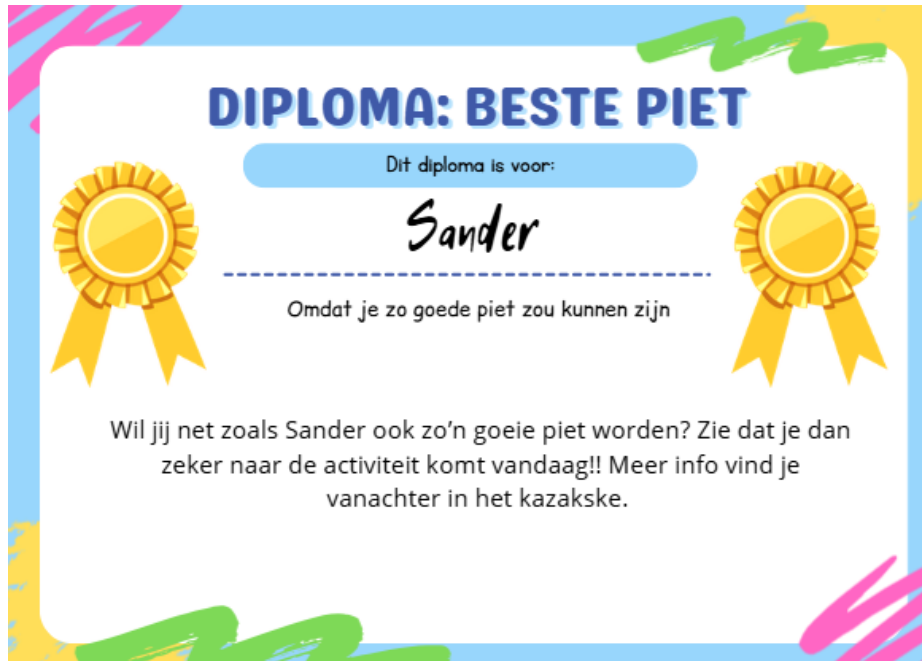 DIPLOMA: BESTE PIET
Dit diploma is voor:
Sander
Omdat je zo goede piet zou kunnen zijn
Wil jij net zoals Sander ook zo’n goeie piet worden? Zie dat je dan
zeker naar de activiteit komt vandaag!! Meer info vind je
vanachter in het kazakske.